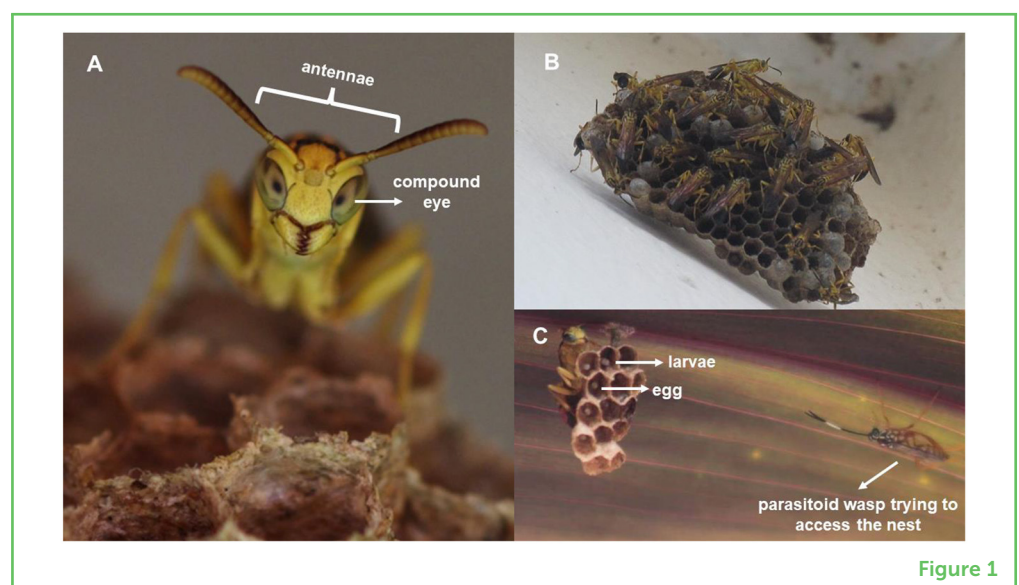 A
antennae
compound
eye
B
C
larvae
egg
parasitoid wasp trying to
access the nest
Figure 1